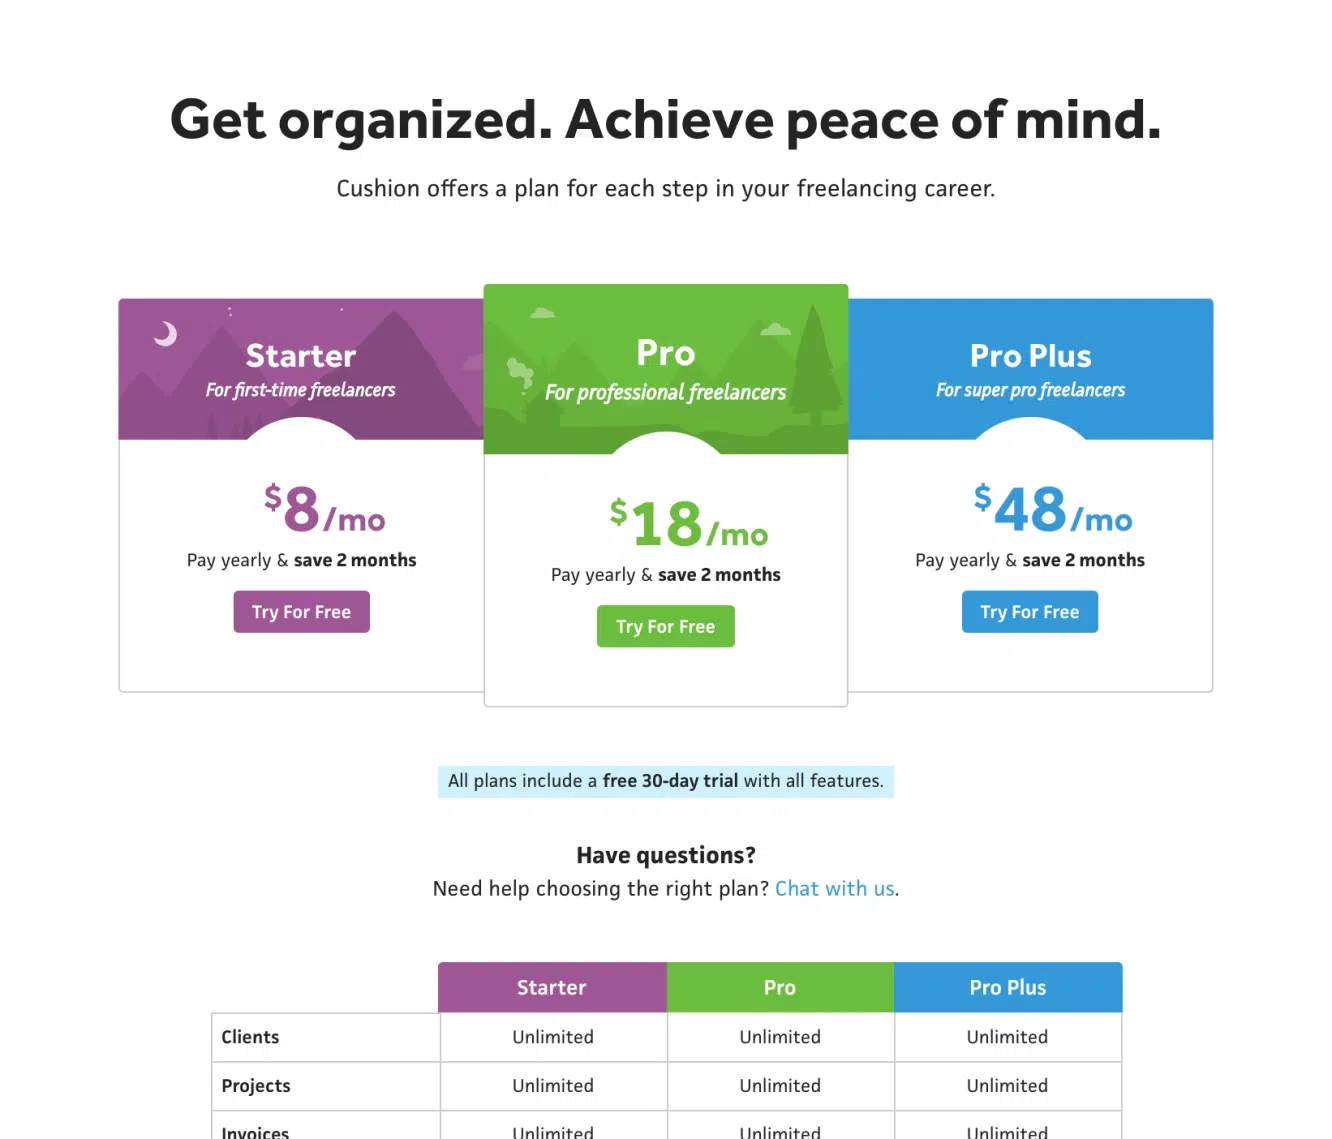 Get organized. Achieve peace of mind.
Cushion offers a plan for each step in your freelancing career.
Starter
For first-time freelancers
$8/mo
Pay yearly & save 2 months
Try For Free
Pro
For professional freelancers
$18/mo
Pay yearly & save 2 months
Try For Free
Pro Plus
For super pro freelancers
$48/mo
Pay yearly & save 2 months
Try For Free
All plans include a free 30-day trial with all features.
Have questions?
Need help choosing the right plan? Chat with us.
Starter Pro Pro Plus
Clients Unlimited Unlimited Unlimited
Projects Unlimited Unlimited Unlimited
Invoices Unlimited Unlimited Unlimited